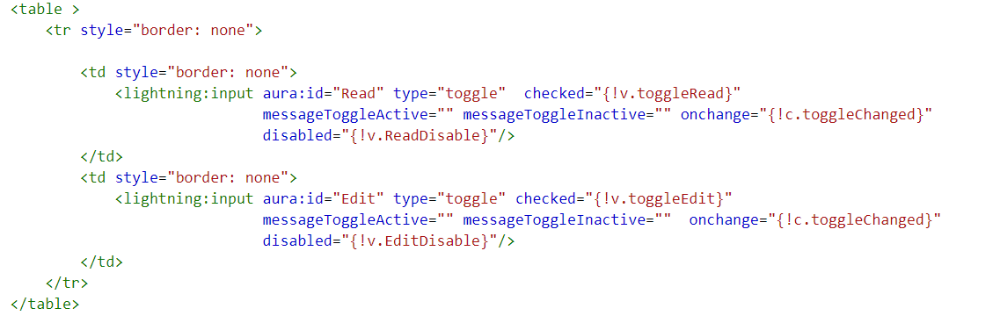 <table >
    <tr style="border: none">

        <td style="border: none">
            <lightning:input aura:id="Read" type="toggle"  checked="{!v.toggleRead}"
                             messageToggleActive="" messageToggleInactive="" onchange="{!c.toggleChanged}"
                             disabled="{!v.ReadDisable}"/>
        </td>
        <td style="border: none">
            <lightning:input aura:id="Edit" type="toggle" checked="{!v.toggleEdit}"
                             messageToggleActive="" messageToggleInactive=""  onchange="{!c.toggleChanged}"
                             disabled="{!v.EditDisable}"/>
        </td>
    </tr>
</table>